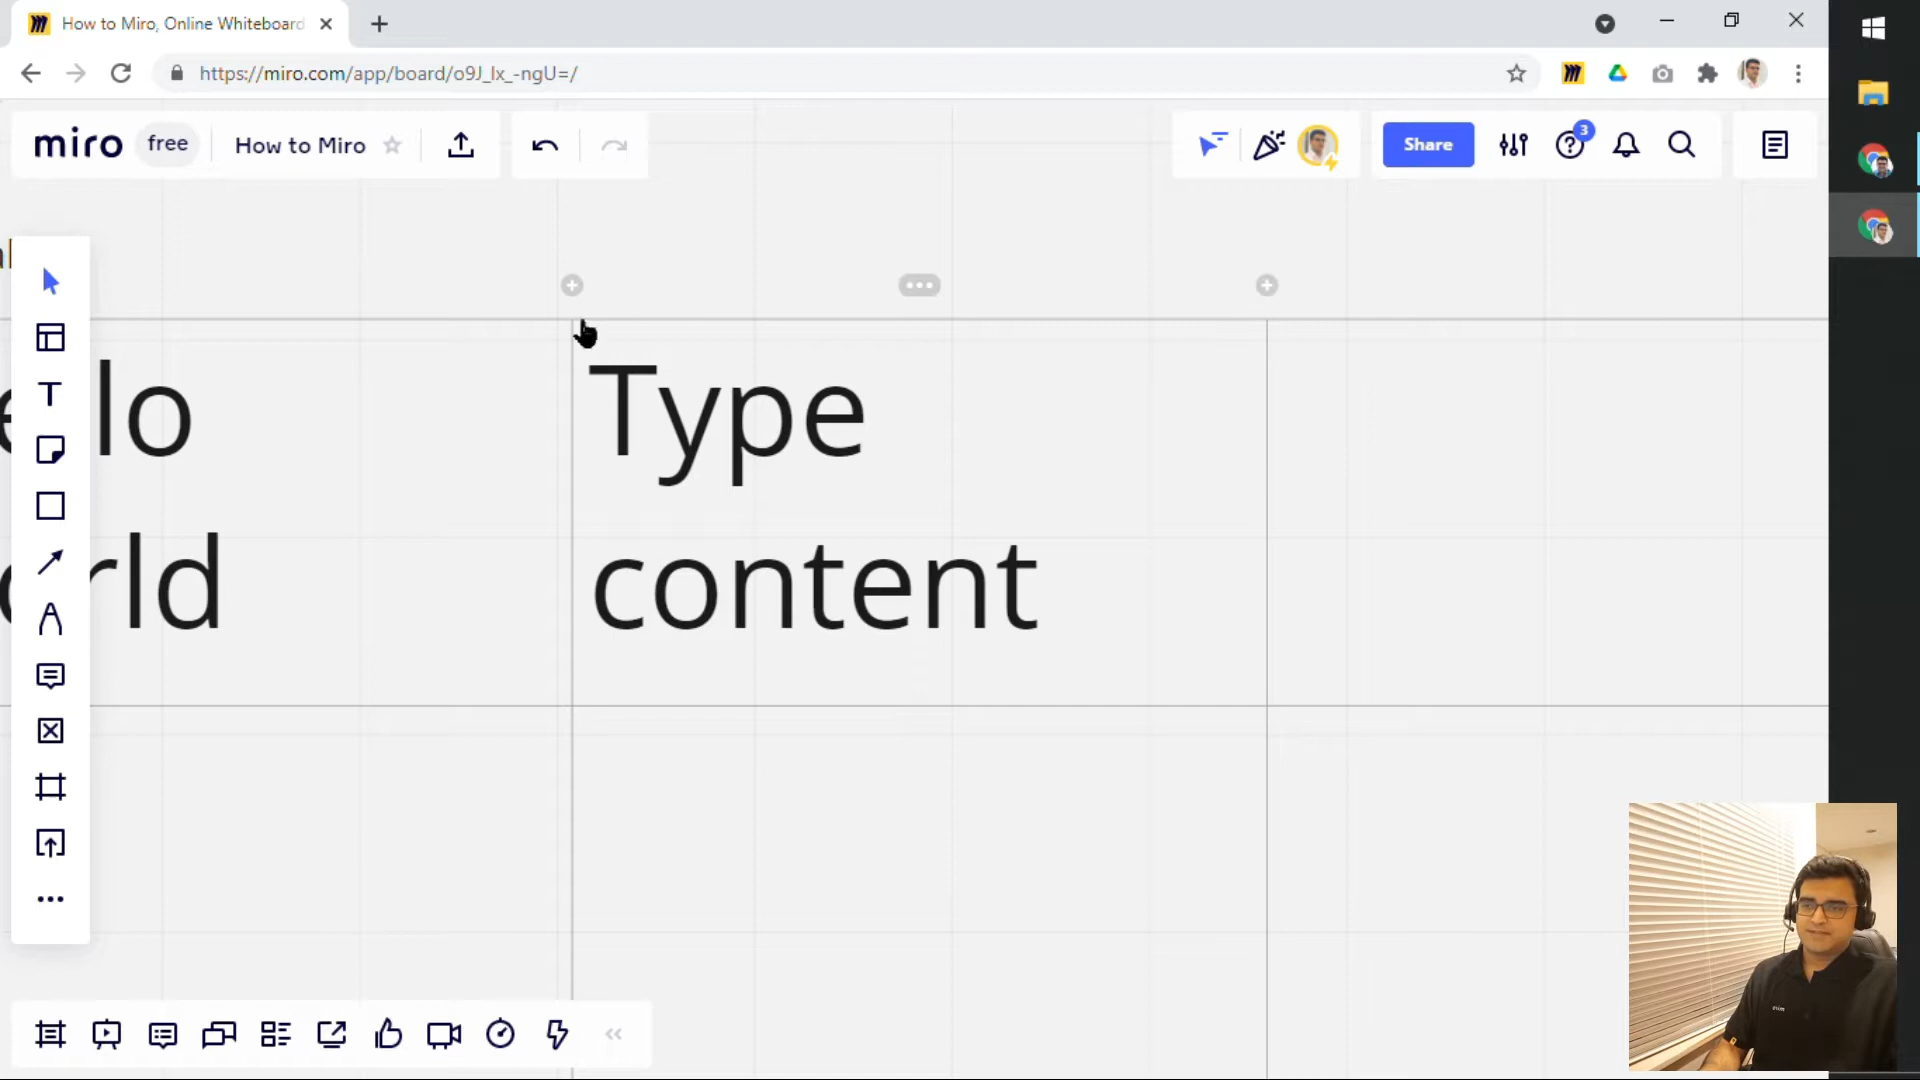 How to Miro, Online Whiteboard
https://miro.com/app/board/o9J_lx_-ngU=/
miro free How to Miro Share 3
lo Type
rld content